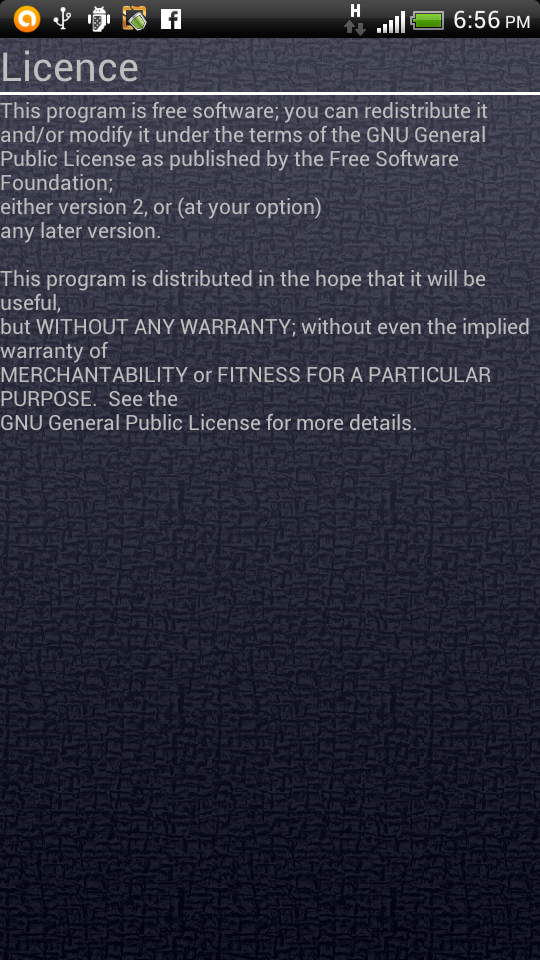 H
6:56 PM
Licence
This program is free software; you can redistribute it
and/or modify it under the terms of the GNU General
Public License as published by the Free Software
Foundation;
either version 2, or (at your option)
any later version.
This program is distributed in the hope that it will be
useful,
but WITHOUT ANY WARRANTY; without even the implied
warranty of
MERCHANTABILITY or FITNESS FOR A PARTICULAR
PURPOSE.  See the
GNU General Public License for more details.